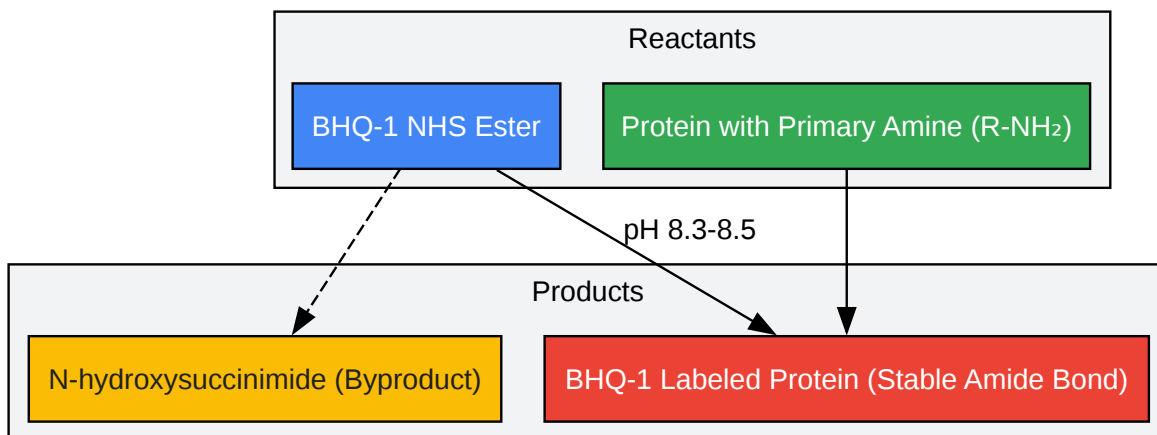 Reactants
BHQ-1 NHS Ester
Protein with Primary Amine (R-NH₂)
pH 8.3-8.5
Products
N-hydroxysuccinimide (Byproduct)
BHQ-1 Labeled Protein (Stable Amide Bond)